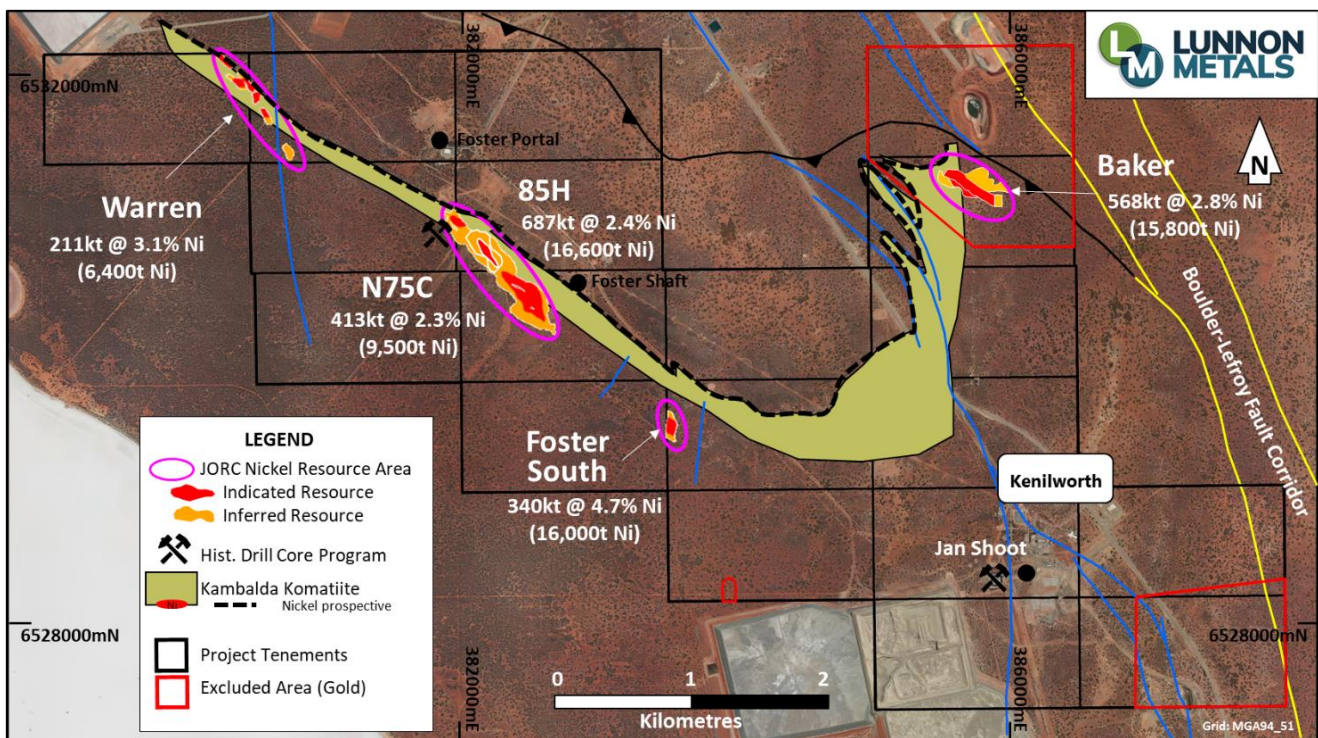 LM
LUNNON
METALS
382000mE
386000mE
6532000mN
Foster Portal
N
Warren
211kt @ 3.1% Ni
(6,400t Ni)
85H
687kt @ 2.4% Ni
(16,600t Ni)
Baker
568kt @ 2.8% Ni
(15,800t Ni)
N75C
413kt @ 2.3% Ni
(9,500t Ni)
Foster Shaft
Boulder-Lefroy Fault Corridor
Foster
South
340kt @ 4.7% Ni
(16,000t Ni)
Kenilworth
Jan Shoot
LEGEND
JORC Nickel Resource Area
Indicated Resource
Inferred Resource
Hist. Drill Core Program
Kambalda Komatiite
Ni
Nickel prospective
Project Tenements
Excluded Area (Gold)
6528000mN
6528000mN
382000mE
386000mE
0 1 2
Kilometres
Grid: MGA94_51